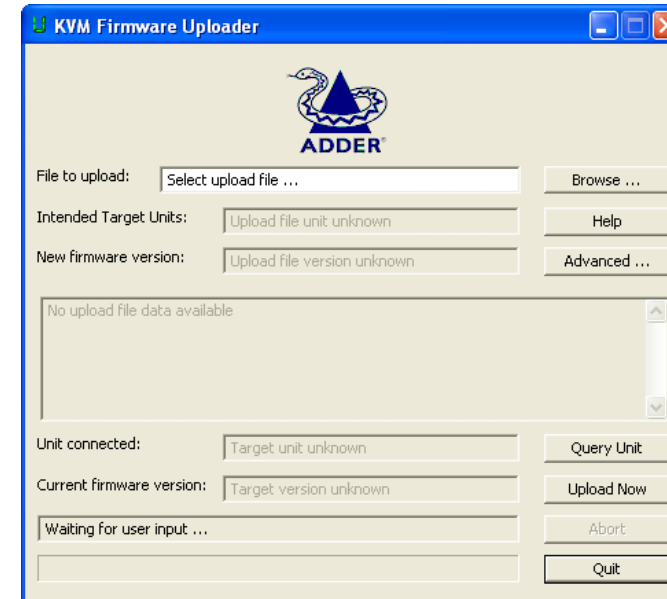 KVM Firmware Uploader
ADDER®
File to upload: Select upload file ... Browse ...
Intended Target Units: Upload file unit unknown Help
New firmware version: Upload file version unknown Advanced ...
No upload file data available
Unit connected: Target unit unknown Query Unit
Current firmware version: Target version unknown Upload Now
Waiting for user input ... Abort
Quit